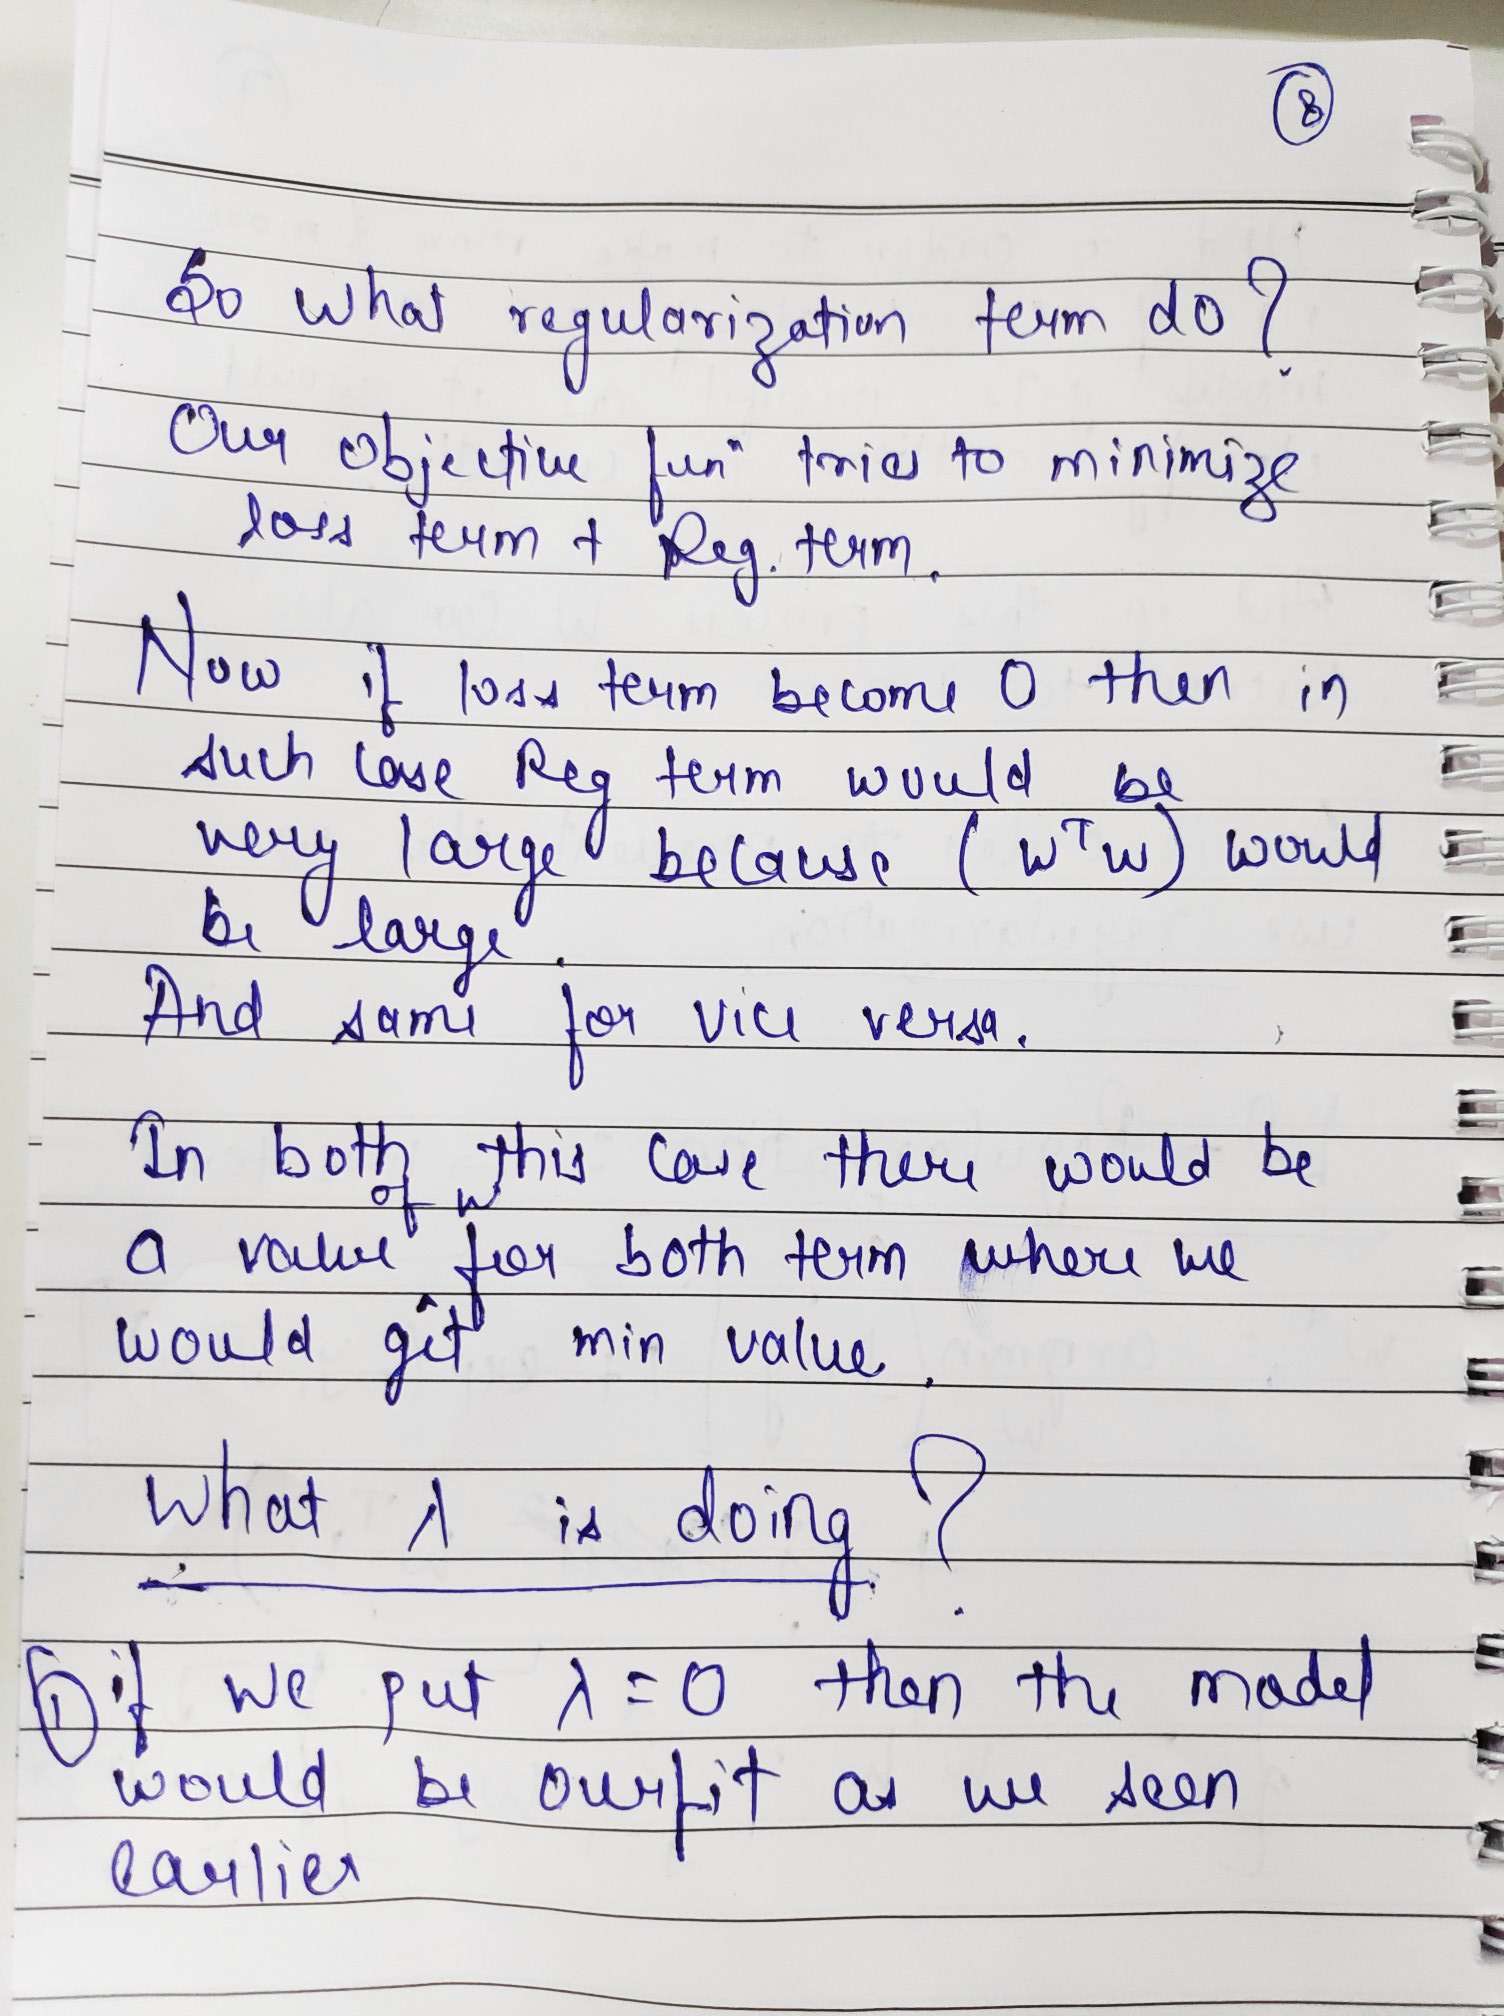 8
So what regularization term do?
Our objective funⁿ tries to minimize
loss term + Reg. term.
Now if loss term become 0 then in
such case Reg term would be
very large because (wᵀw) would
be large.
And same for vice versa.
In both this case there would be
of w
a value for both term where we
would get min value.
What λ is doing?
① if we put λ = 0 then the model
would be overfit as we seen
earlier